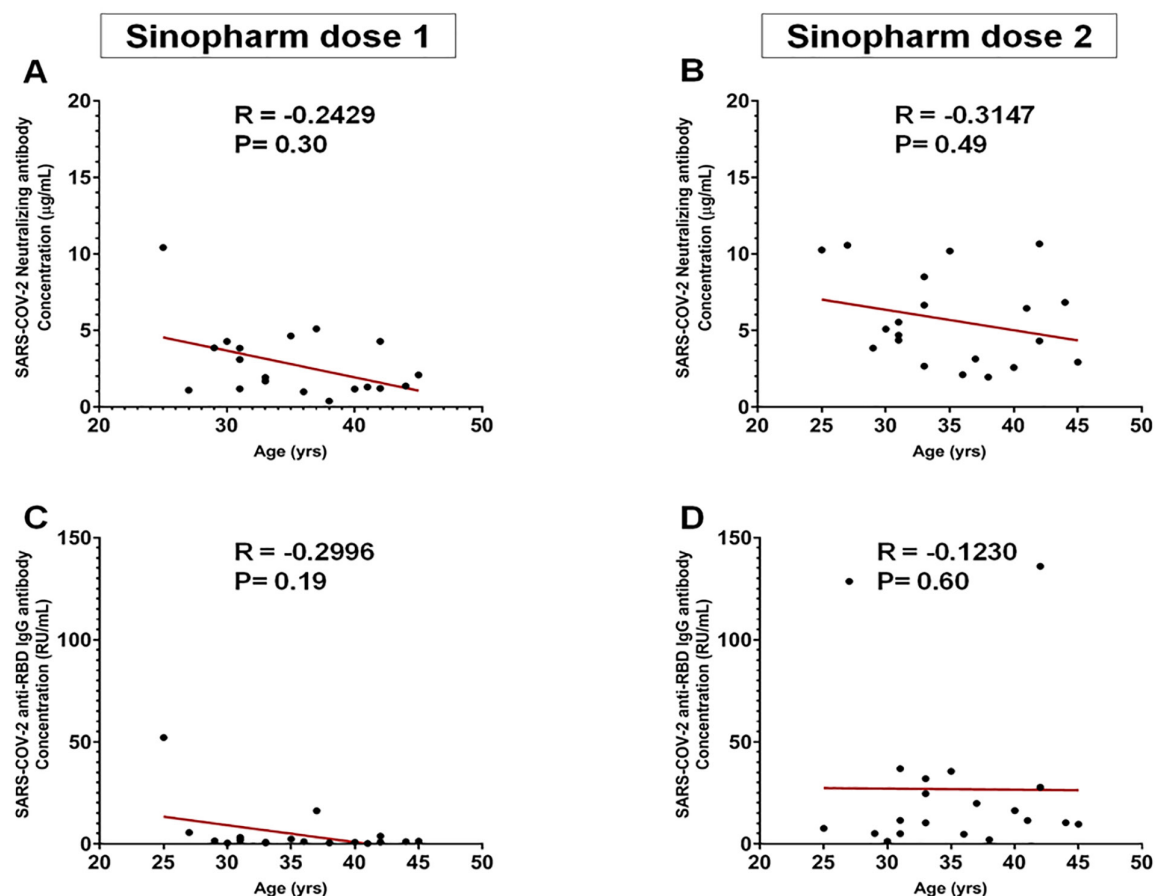 Sinopharm dose 1
Sinopharm dose 2
A
R = -0.2429
P= 0.30
SARS-COV-2 Neutralizing antibody
Concentration (µg/mL)
20
15
10
5
0
20 30 40 50
Age (yrs)
B
R = -0.3147
P= 0.49
SARS-COV-2 Neutralizing antibody
Concentration (µg/mL)
20
15
10
5
0
20 25 30 35 40 45 50
Age (yrs)
C
R = -0.2996
P= 0.19
SARS-COV-2 anti-RBD IgG antibody
Concentration (RU/mL)
150
100
50
0
20 30 40 50
Age (yrs)
D
R = -0.1230
P= 0.60
SARS-COV-2 anti-RBD IgG antibody
Concentration (RU/mL)
150
100
50
0
20 25 30 35 40 45 50
Age (yrs)